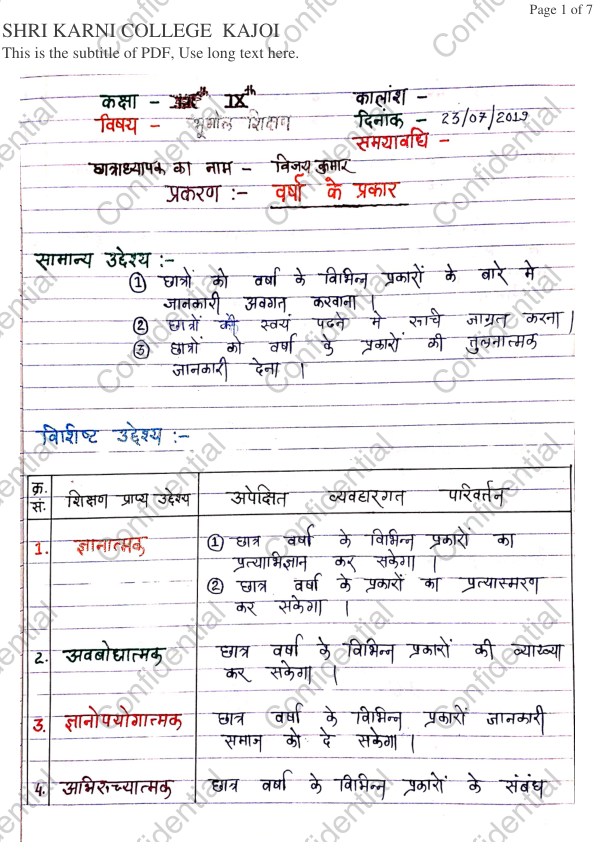 Page 1 of 7
SHRI KARNI COLLEGE KAJOI
This is the subtitle of PDF, Use long text here.
कक्षा - IXth कालांश -
विषय - भूगोल शिक्षण दिनांक - 23/07/2019
समयावधि -
छात्राध्यापक का नाम - विजय कुमार
प्रकरण :- वर्षा के प्रकार
सामान्य उद्देश्य :-
① छात्रों को वर्षा के विभिन्न प्रकारों के बारे मे
जानकारी अवगत करवाना ।
② छात्रों की स्वयं पढने मे रूचि जाग्रत करना ।
③ छात्रों को वर्षा के प्रकारों की तुलनात्मक
जानकारी देना ।
विशिष्ट उद्देश्य :-
क्र. सं. शिक्षण प्राप्य उद्देश्य अपेक्षित व्यवहारगत परिवर्तन
1. ज्ञानात्मक ① छात्र वर्षा के विभिन्न प्रकारों का
प्रत्याभिज्ञान कर सकेगा ।
② छात्र वर्षा के प्रकारों का प्रत्यास्मरण
कर सकेगा ।
2. अवबोधात्मक छात्र वर्षा के विभिन्न प्रकारों की व्याख्या
कर सकेगा ।
3. ज्ञानोपयोगात्मक छात्र वर्षा के विभिन्न प्रकारों जानकारी
समाज को दे सकेगा ।
4. अभिरुच्यात्मक छात्र वर्षा के विभिन्न प्रकारों के संबंध
Confidential